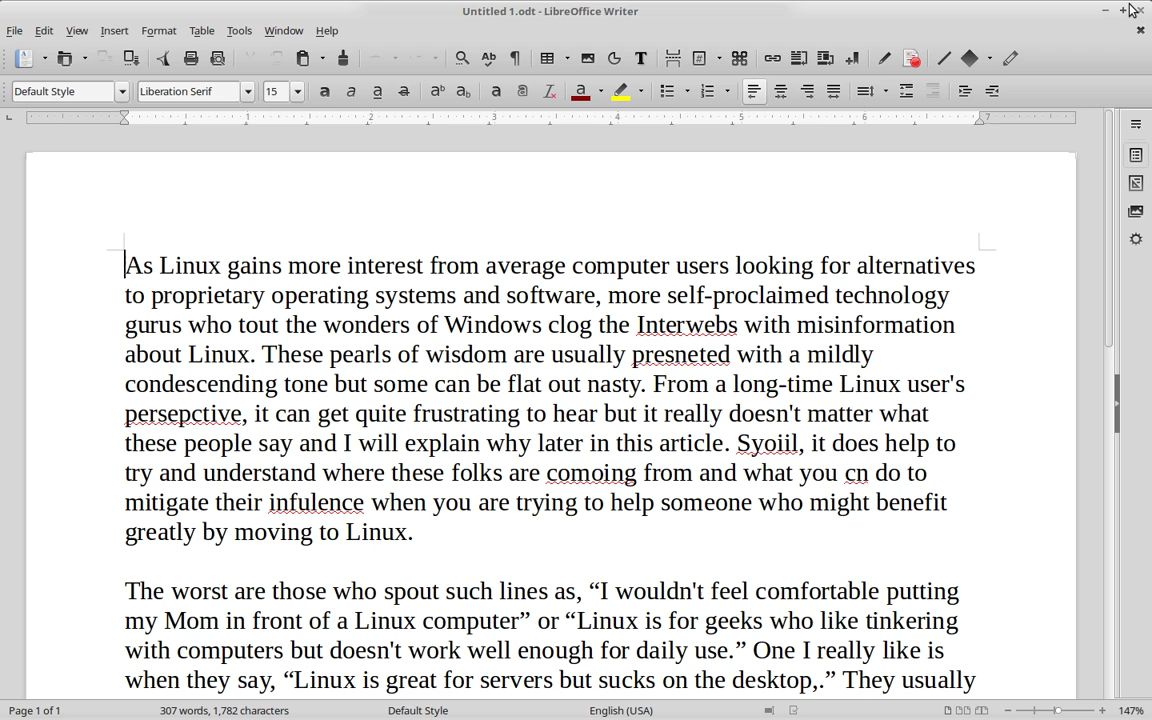 Untitled 1.odt - LibreOffice Writer
File Edit View Insert Format Table Tools Window Help
Default Style Liberation Serif 15
1 2 3 4 5 6 7
As Linux gains more interest from average computer users looking for alternatives
to proprietary operating systems and software, more self-proclaimed technology
gurus who tout the wonders of Windows clog the Interwebs with misinformation
about Linux. These pearls of wisdom are usually presneted with a mildly
condescending tone but some can be flat out nasty. From a long-time Linux user's
persepctive, it can get quite frustrating to hear but it really doesn't matter what
these people say and I will explain why later in this article. Syoiil, it does help to
try and understand where these folks are comoing from and what you cn do to
mitigate their infulence when you are trying to help someone who might benefit
greatly by moving to Linux.
The worst are those who spout such lines as, “I wouldn't feel comfortable putting
my Mom in front of a Linux computer” or “Linux is for geeks who like tinkering
with computers but doesn't work well enough for daily use.” One I really like is
when they say, “Linux is great for servers but sucks on the desktop,.” They usually
Page 1 of 1 307 words, 1,782 characters Default Style English (USA) 147%